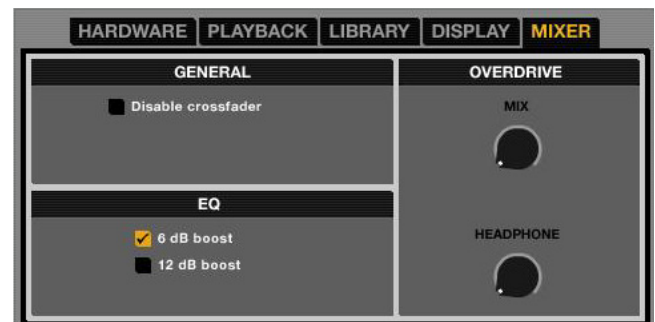 HARDWARE PLAYBACK LIBRARY DISPLAY MIXER
GENERAL
Disable crossfader
EQ
6 dB boost
12 dB boost
OVERDRIVE
MIX
HEADPHONE